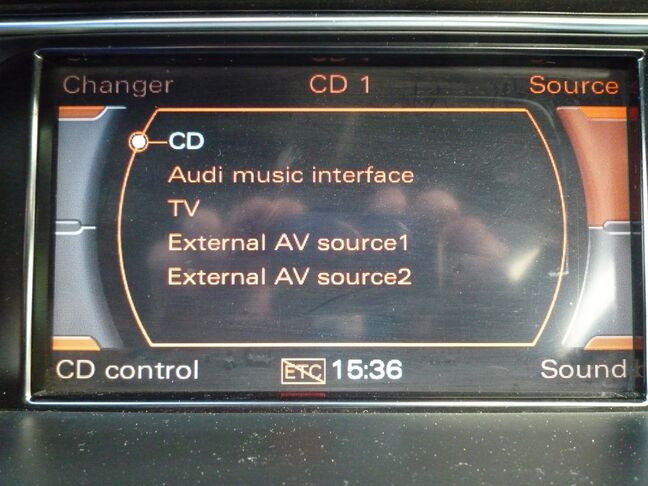 Changer CD 1 Source
CD
Audi music interface
TV
External AV source1
External AV source2
CD control ETC 15:36 Sound